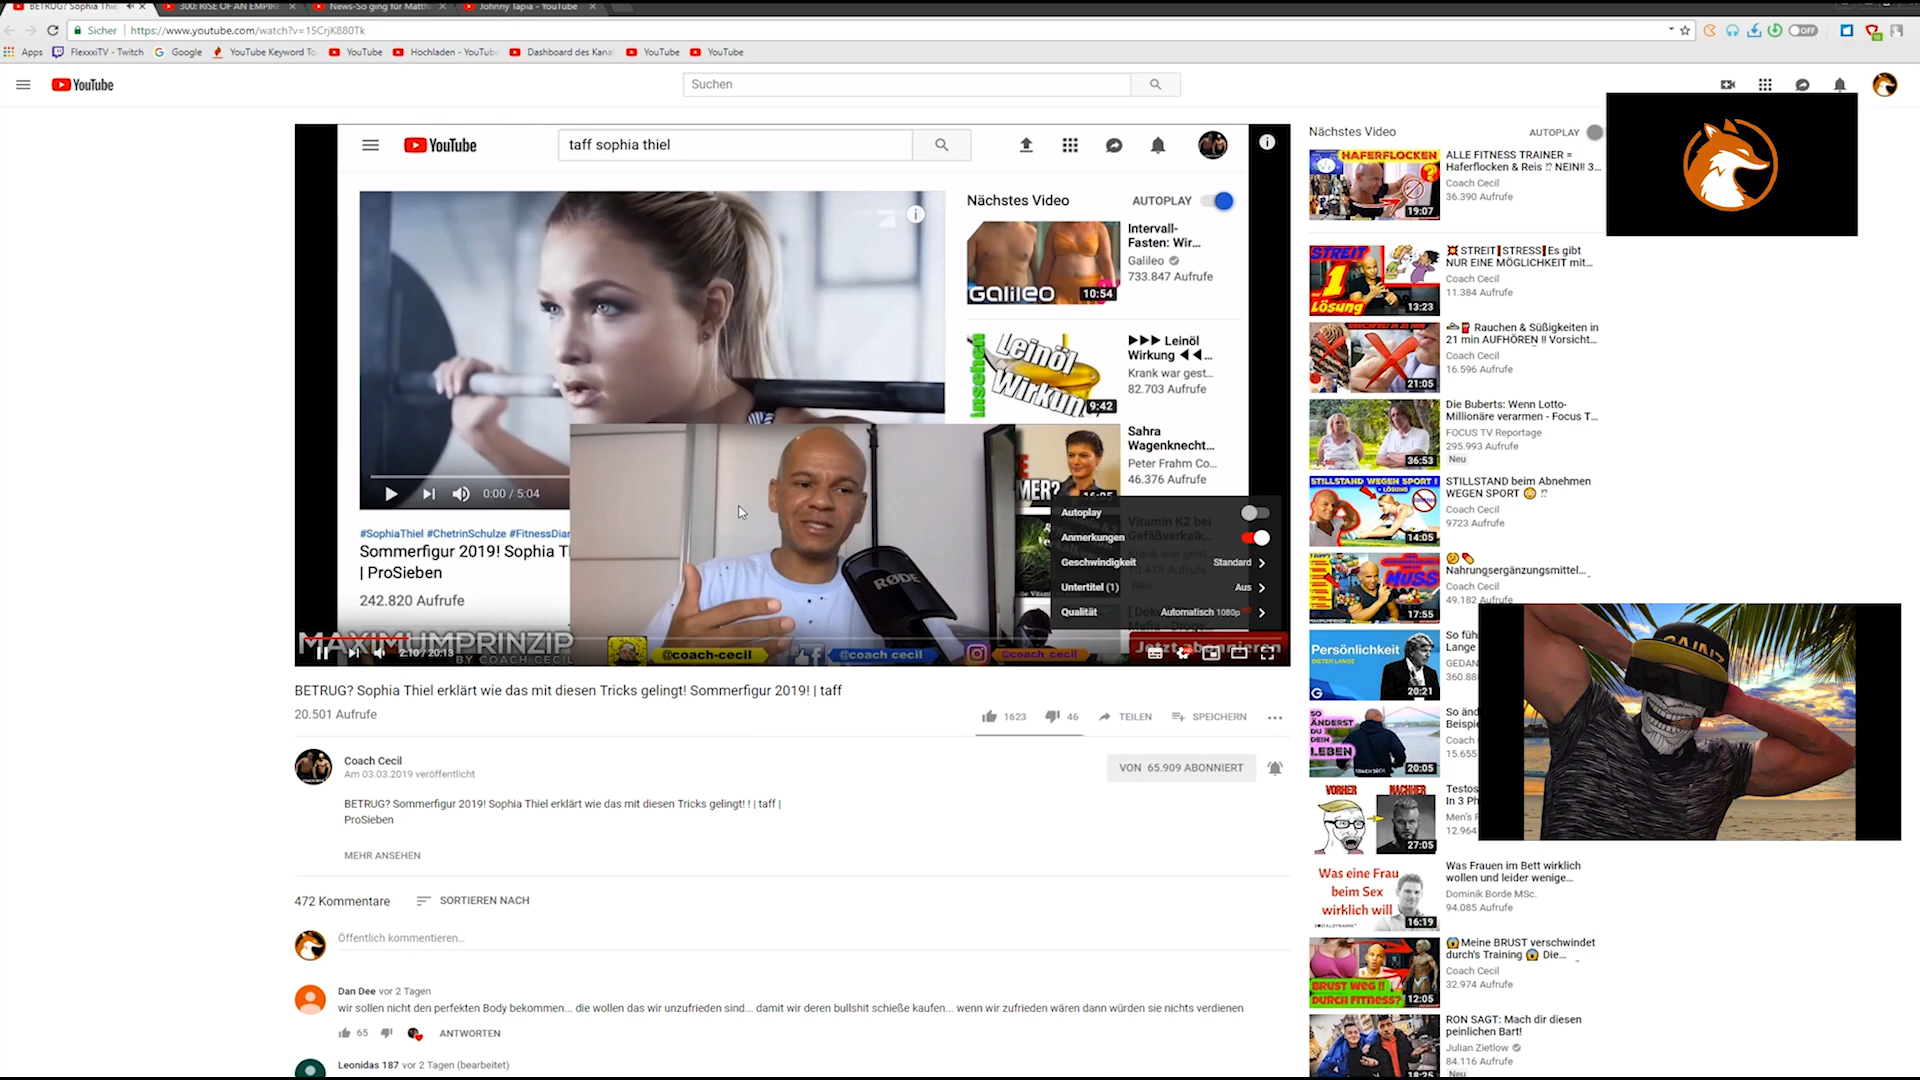 BETRUG? Sophia Thie
300: RISE OF AN EMPIRE
News-So ging für Matth
Johnny Tapia - YouTube
Sicher
https://www.youtube.com/watch?v=15CrjK880Tk
OFF
Apps
FlexxxiTV - Twitch
Google
YouTube Keyword To
YouTube
Hochladen - YouTu
Dashboard des Kana
YouTube
YouTube
YouTube
Suchen
YouTube
taff sophia thiel
Nächstes Video
AUTOPLAY
Intervall-
Fasten: Wir...
Galileo
733.847 Aufrufe
Galileo
10:54
▶▶▶ Leinöl
Wirkung ◀◀...
Krank war gest...
82.703 Aufrufe
Leinöl
Wirkun
9:42
Sahra
Wagenknecht...
Peter Frahm Co...
46.376 Aufrufe
MER?
0:00 / 5:04
#SophiaThiel #ChetrinSchulze #FitnessDiar
Sommerfigur 2019! Sophia T
| ProSieben
242.820 Aufrufe
RØDE
Vitamin K2 bei
Gefaßverkalk...
Autoplay
Anmerkungen
Geschwindigkeit
Standard
Untertitel (1)
Aus
Qualität
Automatisch 1080p
MAXIMUMPRINZIP
BY COACH CECIL
2:10 / 20:13
@coach-cecil
@coach cecil
@coach_cecil
Jetzt abonnieren
BETRUG? Sophia Thiel erklärt wie das mit diesen Tricks gelingt! Sommerfigur 2019! | taff
20.501 Aufrufe
1623
46
TEILEN
SPEICHERN
Coach Cecil
Am 03.03.2019 veröffentlicht
VON 65.909 ABONNIERT
BETRUG? Sommerfigur 2019! Sophia Thiel erklärt wie das mit diesen Tricks gelingt! ! | taff |
ProSieben
MEHR ANSEHEN
472 Kommentare
SORTIEREN NACH
Öffentlich kommentieren...
Dan Dee vor 2 Tagen
wir sollen nicht den perfekten Body bekommen... die wollen das wir unzufrieden sind... damit wir deren bullshit schieße kaufen... wenn wir zufrieden wären dann würden sie nichts verdienen
65
ANTWORTEN
Leonidas 187 vor 2 Tagen (bearbeitet)
Nächstes Video
AUTOPLAY
HAFERFLOCKEN
19:07
ALLE FITNESS TRAINER =
Haferflocken & Reis ⁉ NEIN‼ 3...
Coach Cecil
36.390 Aufrufe
STREIT
1
Lösung
13:23
STREIT STRESS Es gibt
NUR EINE MÖGLICHKEIT mit...
Coach Cecil
11.384 Aufrufe
21:05
Rauchen & Süßigkeiten in
21 min AUFHÖREN ‼ Vorsicht...
Coach Cecil
16.596 Aufrufe
36:53
Die Buberts: Wenn Lotto-
Millionäre verarmen - Focus T...
FOCUS TV Reportage
295.993 Aufrufe
Neu
STILLSTAND WEGEN SPORT !
14:05
STILLSTAND beim Abnehmen
WEGEN SPORT ⁉
Coach Cecil
9723 Aufrufe
MUSS
17:55
Nahrungsergänzungsmittel...
Coach Cecil
49.182 Aufrufe
Persönlichkeit
DIETER LANGE
20:21
So füh
Lange
GEDAN
360.88
SO
ÄNDERST
DU
DEIN
LEBEN
20:05
So änd
Beispie
Coach
15.655
VORHER
NACHHER
27:05
Testos
In 3 Ph
Men's F
12.964
GAINZ
Was eine Frau
beim Sex
wirklich will
16:19
Was Frauen im Bett wirklich
wollen und leider wenige...
Dominik Borde MSc.
94.085 Aufrufe
BRUST WEG !!
DURCH FITNESS?
12:05
Meine BRUST verschwindet
durch's Training Die...
Coach Cecil
32.974 Aufrufe
18:25
RON SAGT: Mach dir diesen
peinlichen Bart!
Julian Zietlow
84.116 Aufrufe
Neu